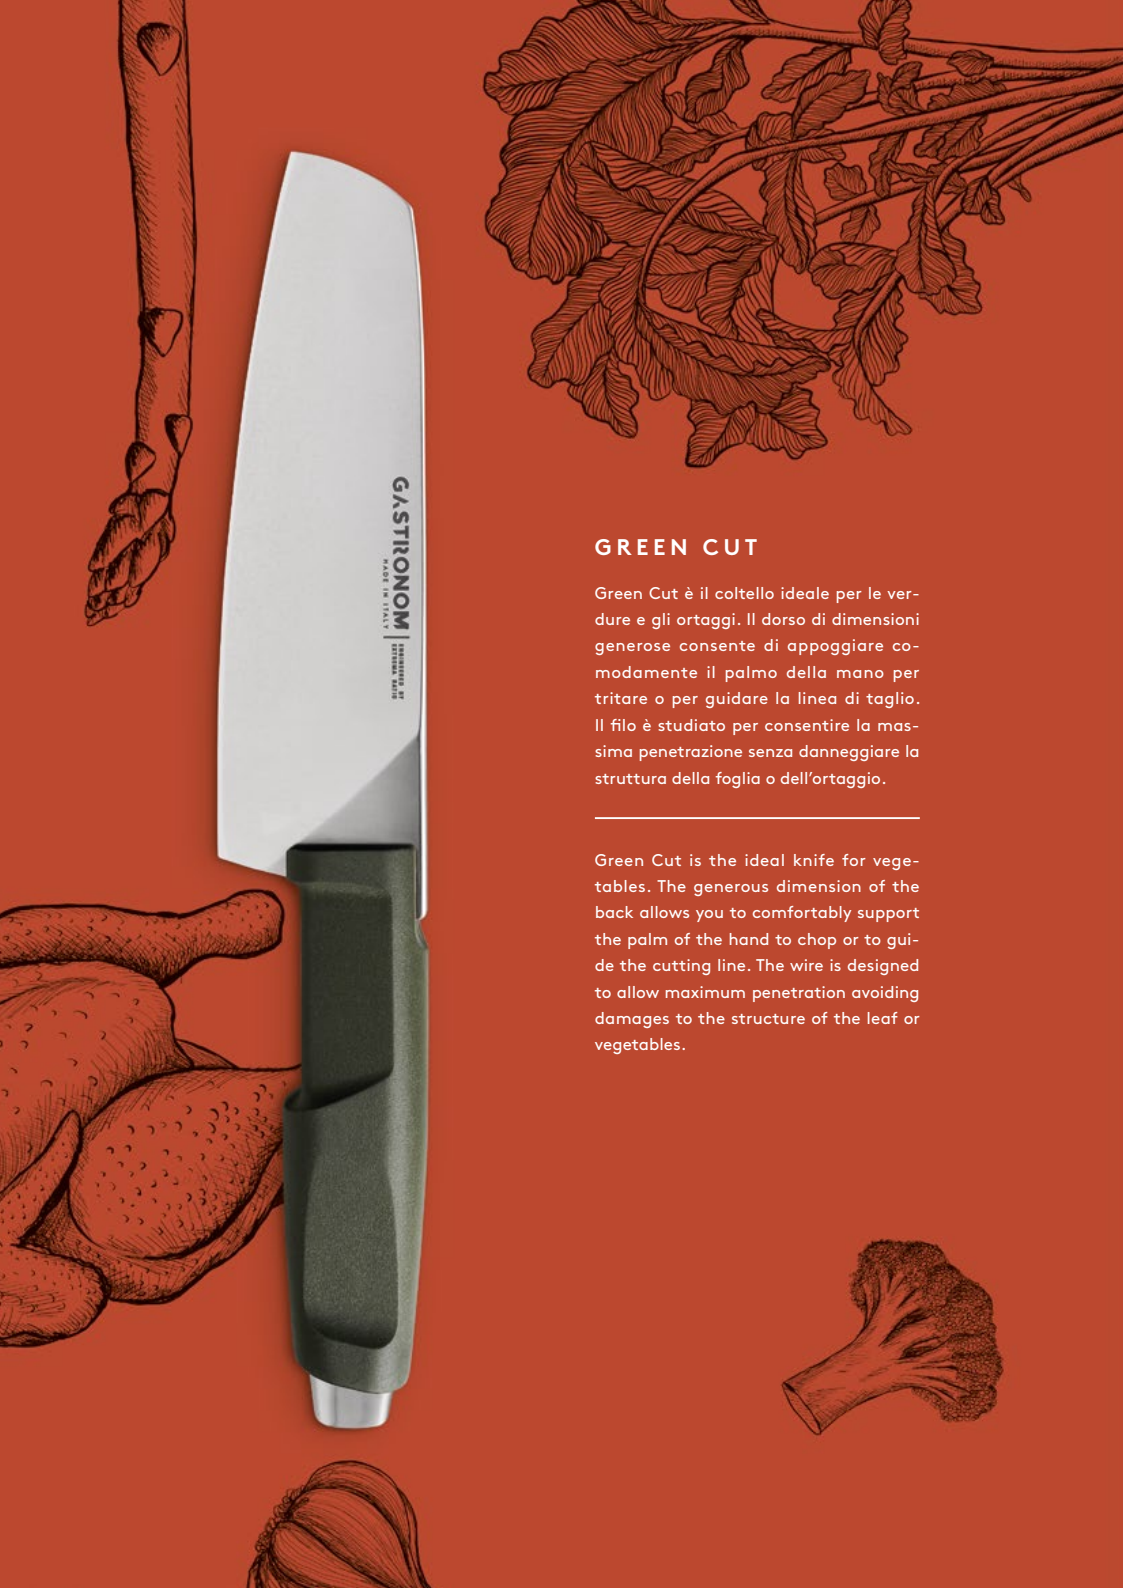 GASTRONOM
MADE IN ITALY
ENGINEERED BY
EXTREMA RATIO
GREEN CUT
Green Cut è il coltello ideale per le ver-
dure e gli ortaggi. Il dorso di dimensioni
generose consente di appoggiare co-
modamente il palmo della mano per
tritare o per guidare la linea di taglio.
Il filo è studiato per consentire la mas-
sima penetrazione senza danneggiare la
struttura della foglia o dell’ortaggio.
Green Cut is the ideal knife for vege-
tables. The generous dimension of the
back allows you to comfortably support
the palm of the hand to chop or to gui-
de the cutting line. The wire is designed
to allow maximum penetration avoiding
damages to the structure of the leaf or
vegetables.